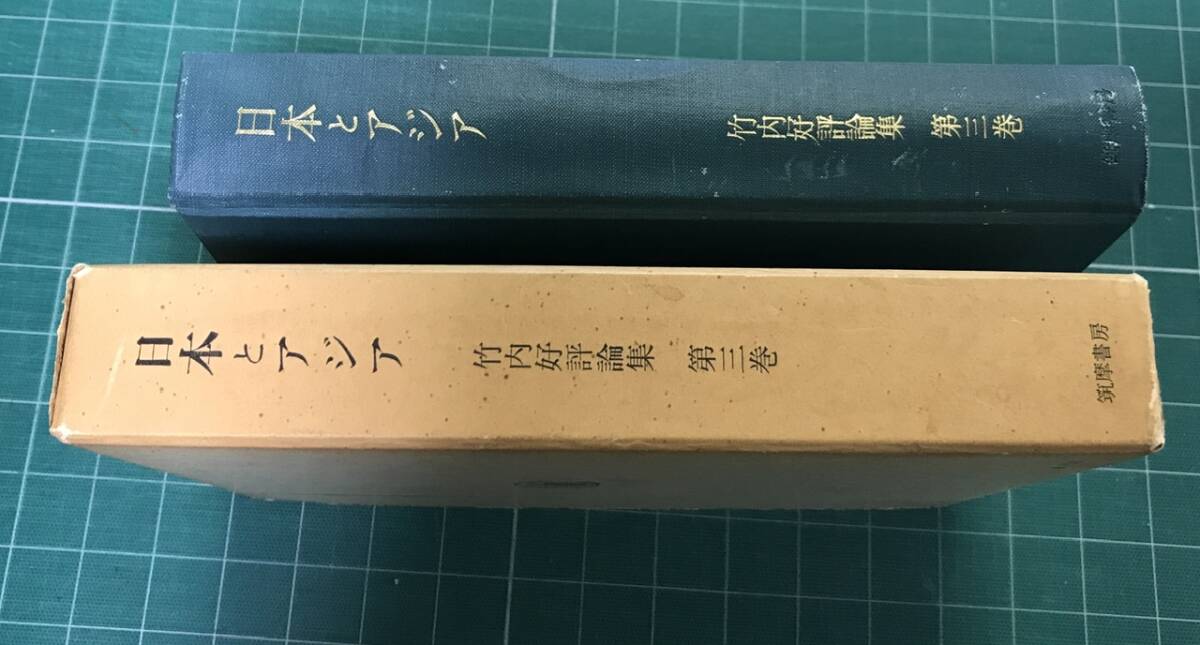 日本とアジア
竹内好評論集 第三巻
日本とアジア
竹内好評論集 第三巻
筑摩書房